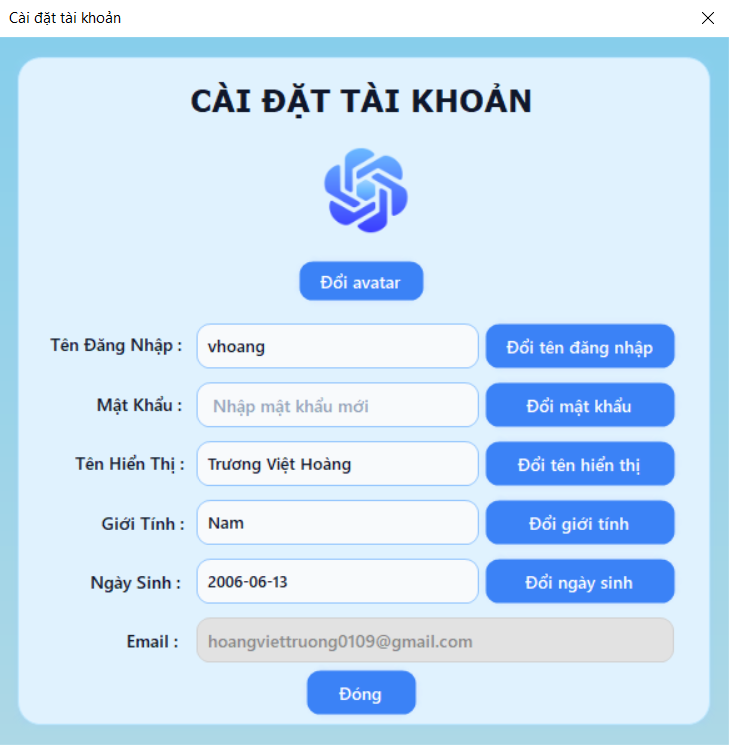 Cài đặt tài khoản
CÀI ĐẶT TÀI KHOẢN
Đổi avatar
Tên Đăng Nhập : vhoang Đổi tên đăng nhập
Mật Khẩu : Nhập mật khẩu mới Đổi mật khẩu
Tên Hiển Thị : Trương Việt Hoàng Đổi tên hiển thị
Giới Tính : Nam Đổi giới tính
Ngày Sinh : 2006-06-13 Đổi ngày sinh
Email : hoangviettruong0109@gmail.com
Đóng